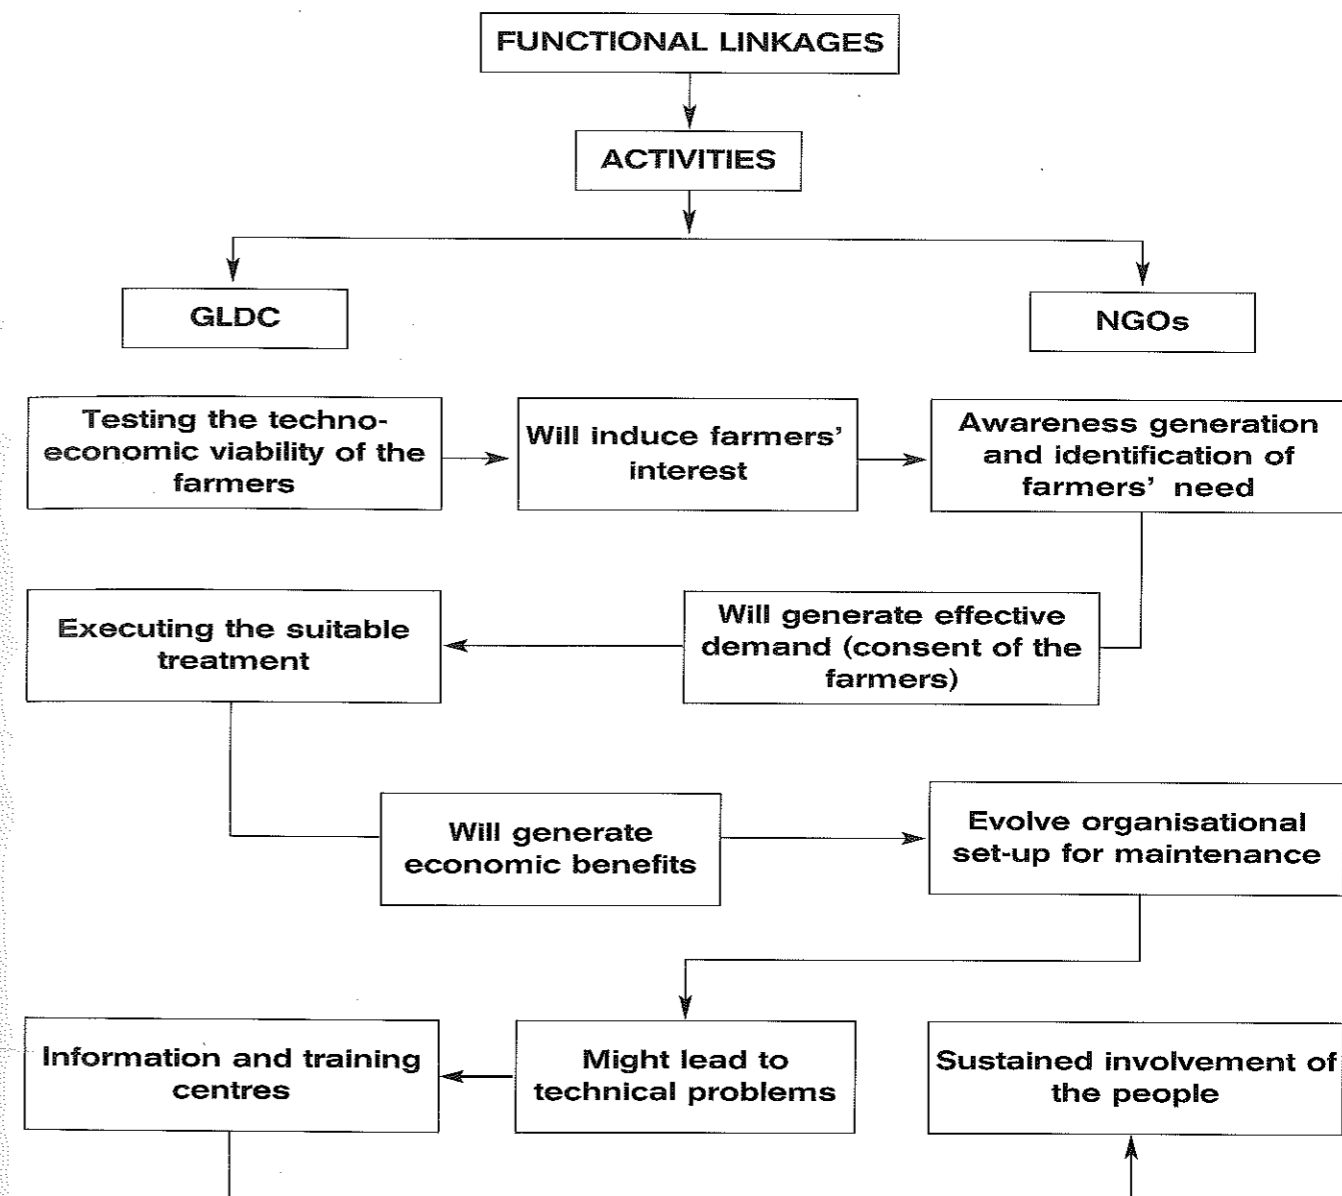 FUNCTIONAL LINKAGES
ACTIVITIES
GLDC
NGOs
Testing the techno-
economic viability of the
farmers
Will induce farmers'
interest
Awareness generation
and identification of
farmers' need
Executing the suitable
treatment
Will generate effective
demand (consent of the
farmers)
Will generate
economic benefits
Evolve organisational
set-up for maintenance
Information and training
centres
Might lead to
technical problems
Sustained involvement of
the people